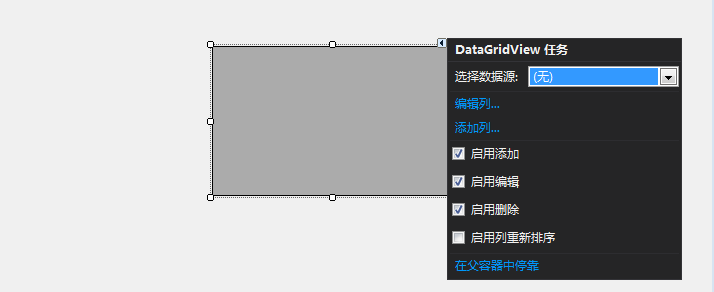 DataGridView 任务
选择数据源: (无)
编辑列...
添加列...
启用添加
启用编辑
启用删除
启用列重新排序
在父容器中停靠